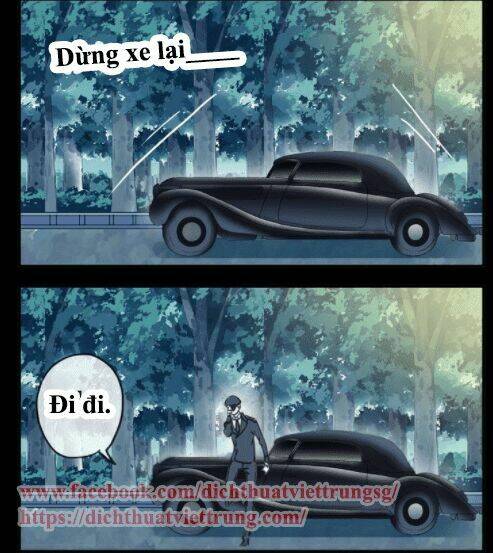 Dừng xe lại____
Đi đi.
www.facebook.com/dichthuatviettrungsg/
https://dichthuatviettrung.com/